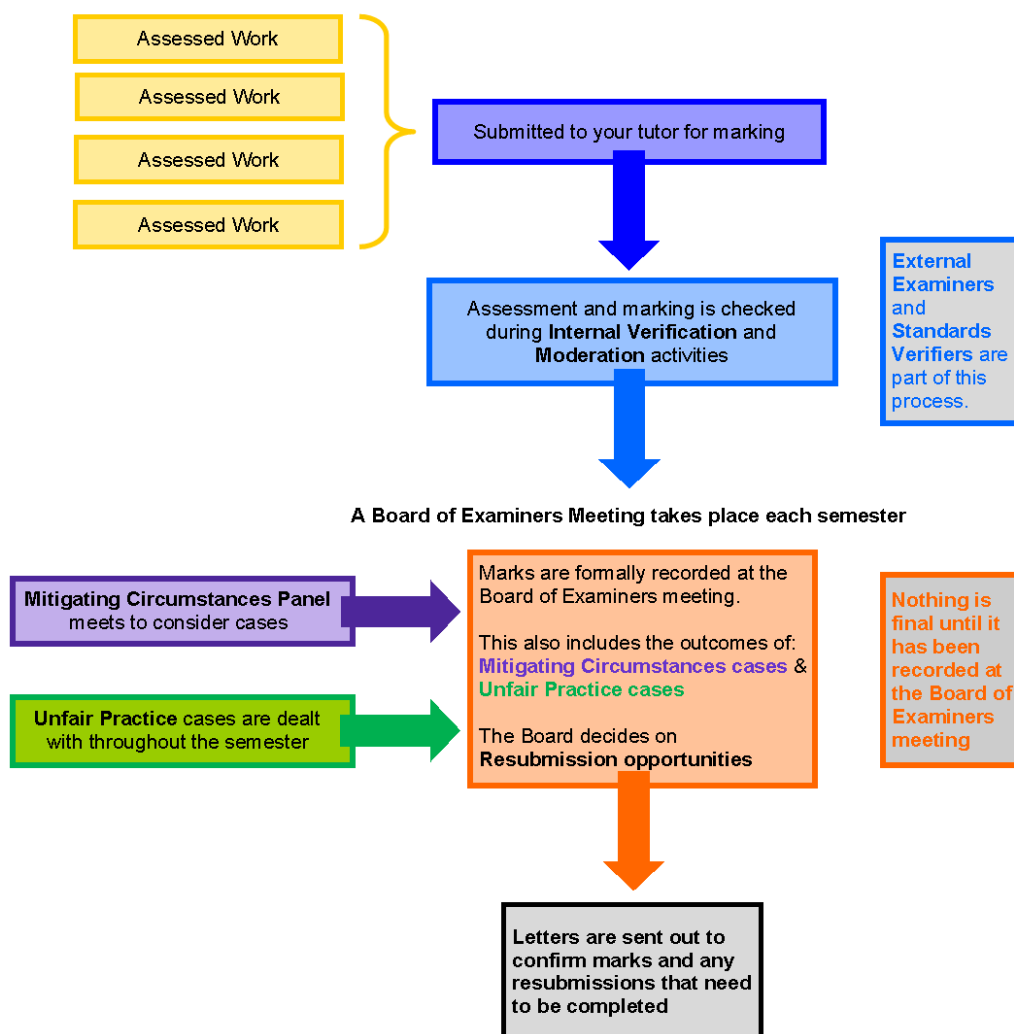 Assessed Work
Assessed Work
Assessed Work
Assessed Work
Submitted to your tutor for marking
Assessment and marking is checked
during Internal Verification and
Moderation activities
External
Examiners
and
Standards
Verifiers are
part of this
process.
A Board of Examiners Meeting takes place each semester
Mitigating Circumstances Panel
meets to consider cases
Unfair Practice cases are dealt
with throughout the semester
Marks are formally recorded at the
Board of Examiners meeting.
This also includes the outcomes of:
Mitigating Circumstances cases &
Unfair Practice cases
The Board decides on
Resubmission opportunities
Nothing is
final until it
has been
recorded at
the Board of
Examiners
meeting
Letters are sent out to
confirm marks and any
resubmissions that need
to be completed